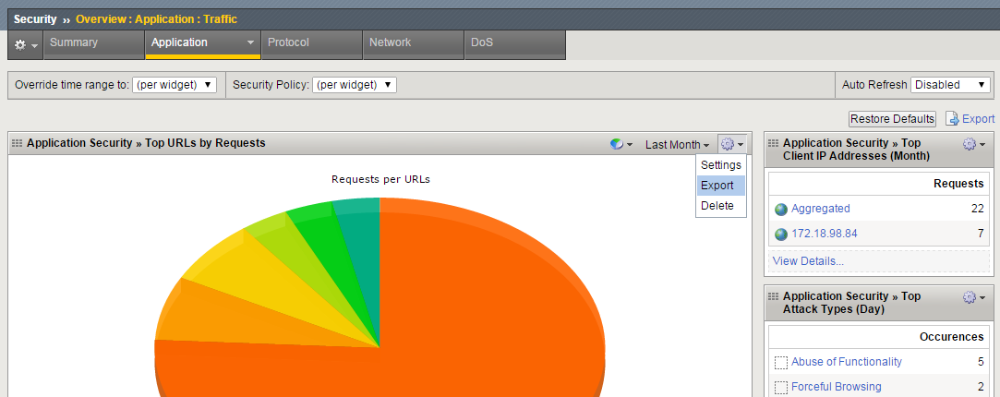 Security ›› Overview : Application : Traffic
Summary Application Protocol Network DoS
Override time range to: (per widget) Security Policy: (per widget) Auto Refresh Disabled
Restore Defaults Export
Application Security » Top URLs by Requests Last Month
Settings
Export
Delete
Requests per URLs
Application Security » Top
Client IP Addresses (Month)
Requests
Aggregated 22
172.18.98.84 7
View Details...
Application Security » Top
Attack Types (Day)
Occurences
Abuse of Functionality 5
Forceful Browsing 2